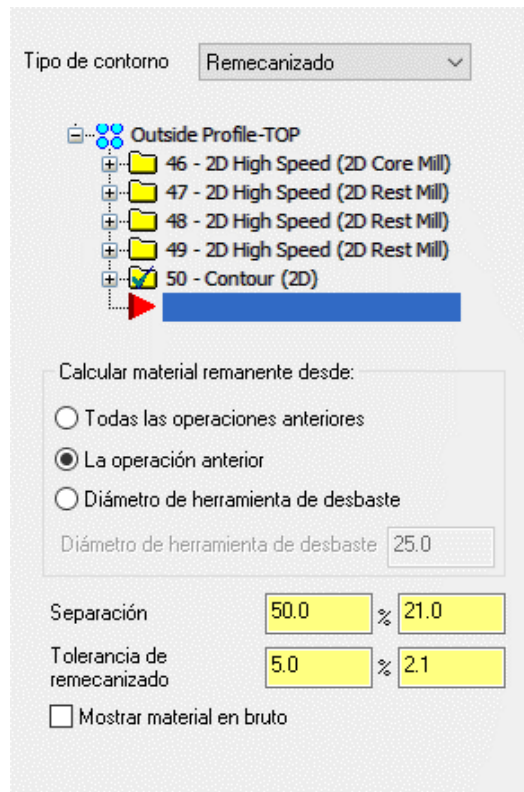 Tipo de contorno Remecanizado
Outside Profile-TOP
46 - 2D High Speed (2D Core Mill)
47 - 2D High Speed (2D Rest Mill)
48 - 2D High Speed (2D Rest Mill)
49 - 2D High Speed (2D Rest Mill)
50 - Contour (2D)
Calcular material remanente desde:
Todas las operaciones anteriores
La operación anterior
Diámetro de herramienta de desbaste
Diámetro de herramienta de desbaste 25.0
Separación 50.0 % 21.0
Tolerancia de
remecanizado 5.0 % 2.1
Mostrar material en bruto